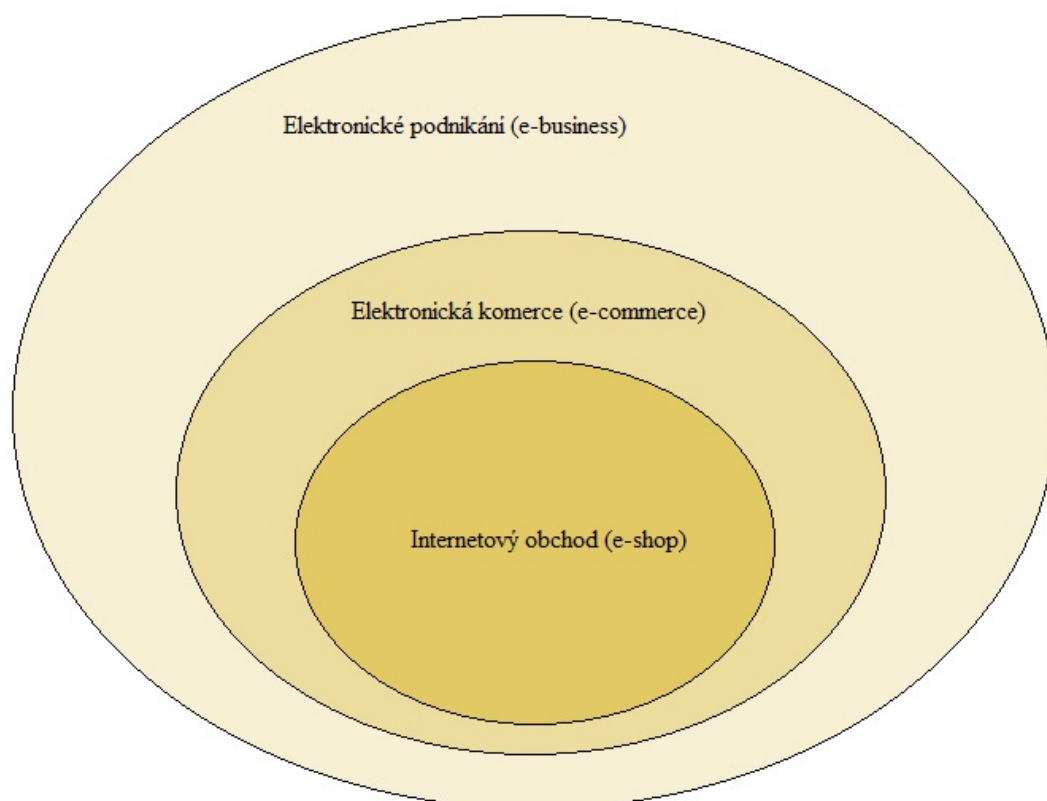 Elektronické podnikání (e-business)
Elektronická komerce (e-commerce)
Internetový obchod (e-shop)